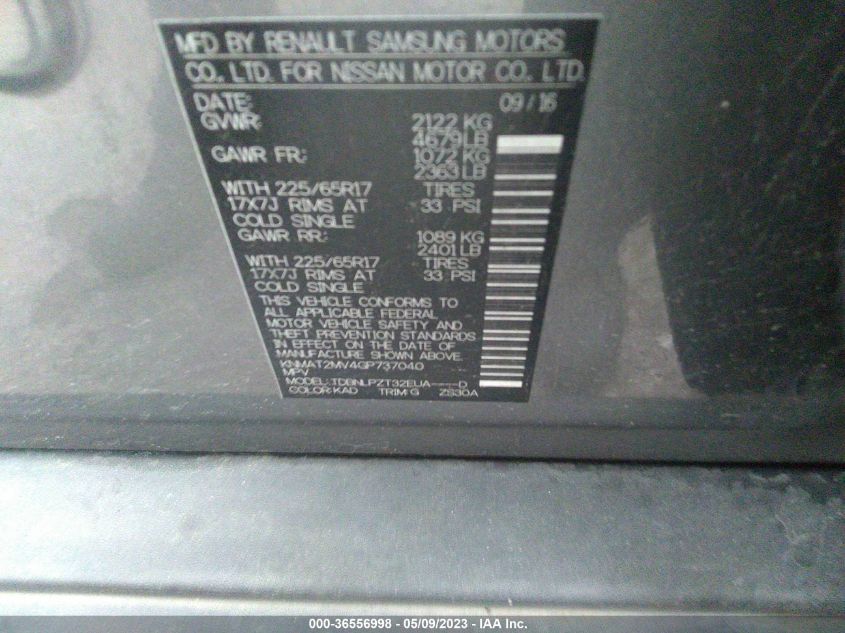 MFD BY RENAULT SAMSUNG MOTORS
CO., LTD. FOR NISSAN MOTOR CO., LTD.
DATE: 09/16
GVWR: 2122 KG
4679 LB
GAWR FR: 1072 KG
2363 LB
WITH 225/65R17 TIRES
17X7J RIMS AT 33 PSI
COLD SINGLE
GAWR RR: 1089 KG
2401 LB
WITH 225/65R17 TIRES
17X7J RIMS AT 33 PSI
COLD SINGLE
THIS VEHICLE CONFORMS TO
ALL APPLICABLE FEDERAL
MOTOR VEHICLE SAFETY AND
THEFT PREVENTION STANDARDS
IN EFFECT ON THE DATE OF
MANUFACTURE SHOWN ABOVE.
KNMAT2MV4GP737040
MPV
MODEL: TDBNLPZT32EUA----D
COLOR: KAD TRIM: G ZS30A
000-36556998 - 05/09/2023 - IAA Inc.